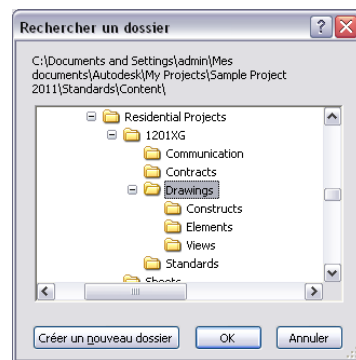 Rechercher un dossier
C:\Documents and Settings\admin\Mes
documents\Autodesk\My Projects\Sample Project
2011\Standards\Content\
Residential Projects
1201XG
Communication
Contracts
Drawings
Constructs
Elements
Views
Standards
Sheets
Créer un nouveau dossier
OK
Annuler